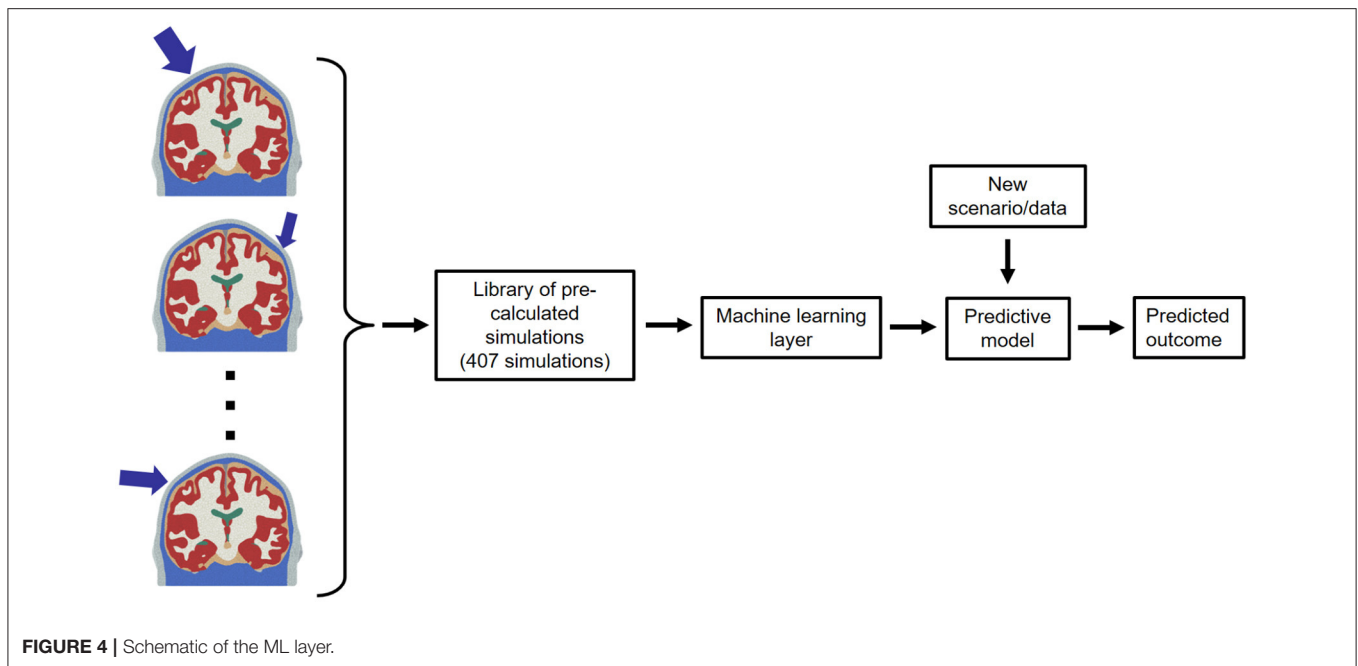 Library of pre-
calculated
simulations
(407 simulations)
Machine learning
layer
New
scenario/data
Predictive
model
Predicted
outcome
FIGURE 4 | Schematic of the ML layer.